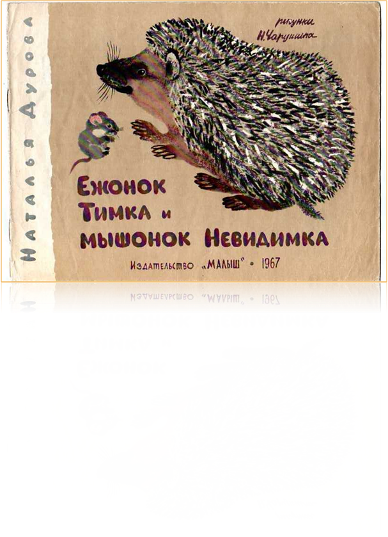 Наталья Дурова
рисунки
Н. Чарушина
Ежонок
Тимка и
мышонок Невидимка
Издательство „Малыш“ • 1967